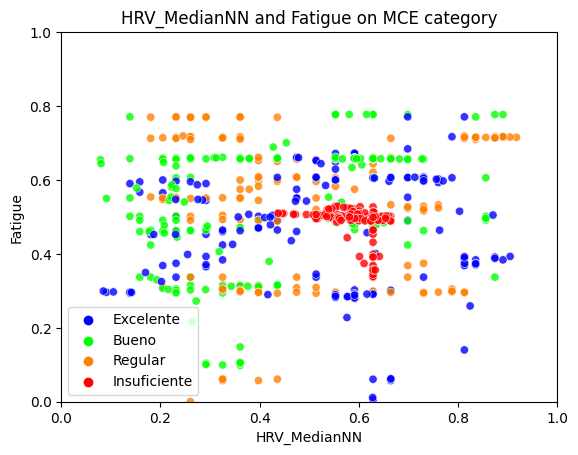 HRV_MedianNN and Fatigue on MCE category
1.0
0.8
0.6
0.4
0.2
0.0
Fatigue
Excelente
Bueno
Regular
Insuficiente
0.0 0.2 0.4 0.6 0.8 1.0
HRV_MedianNN